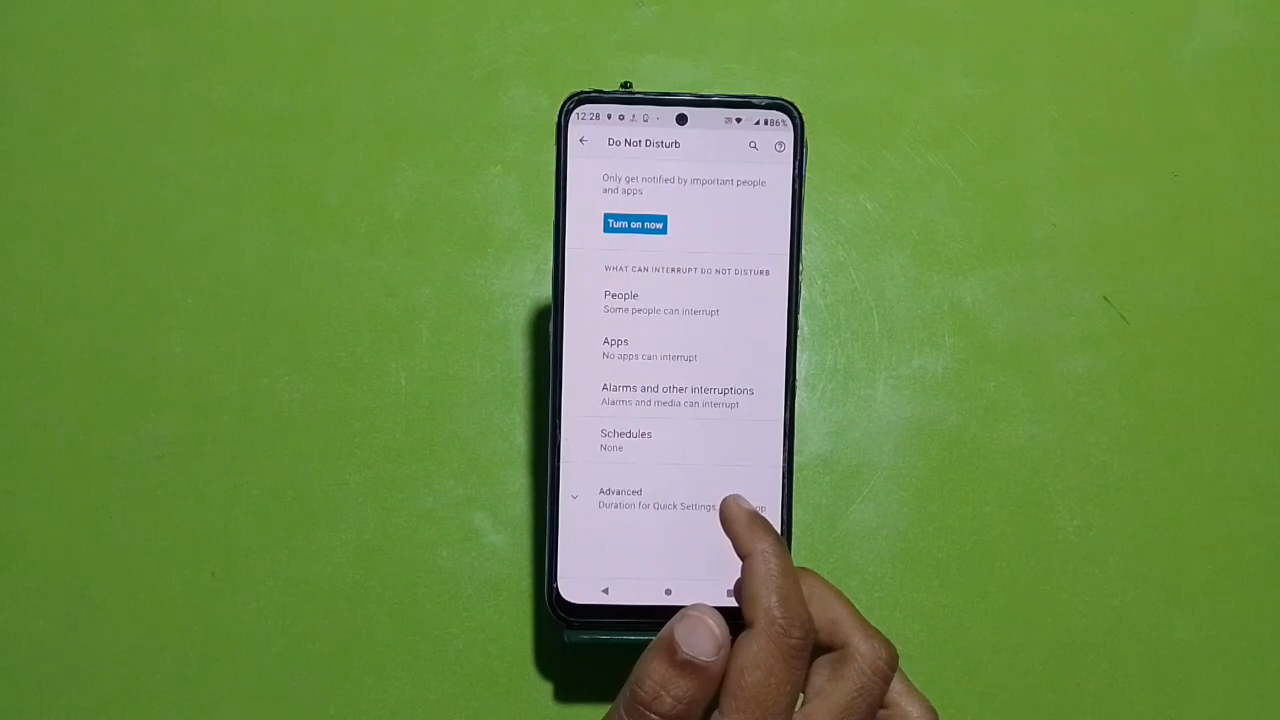 12:28
86%
Do Not Disturb
Only get notified by important people
and apps
Turn on now
WHAT CAN INTERRUPT DO NOT DISTURB
People
Some people can interrupt
Apps
No apps can interrupt
Alarms and other interruptions
Alarms and media can interrupt
Schedules
None
Advanced
Duration for Quick Settings